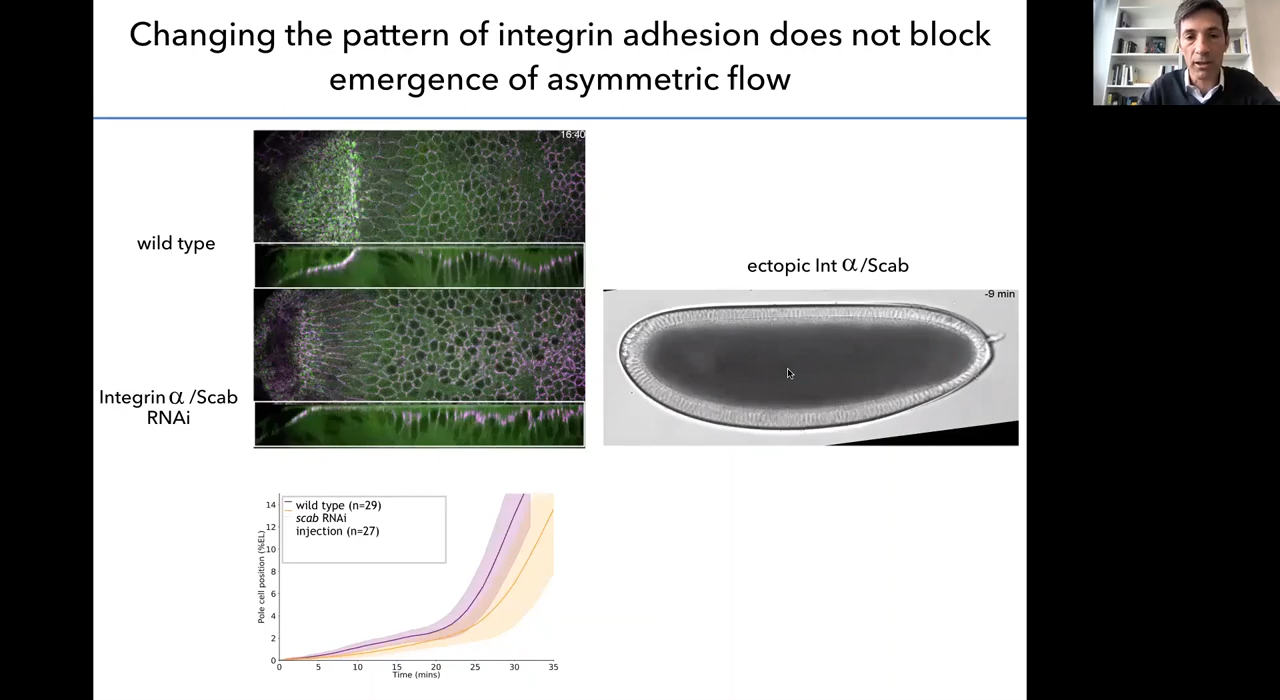 Changing the pattern of integrin adhesion does not block
emergence of asymmetric flow
16:40
wild type
ectopic Int α/Scab
-9 min
Integrin α/Scab
RNAi
wild type (n=29)
scab RNAi
injection (n=27)
14
12
10
8
6
4
2
0
Pole cell position (%EL)
0 5 10 15 20 25 30 35
Time (mins)